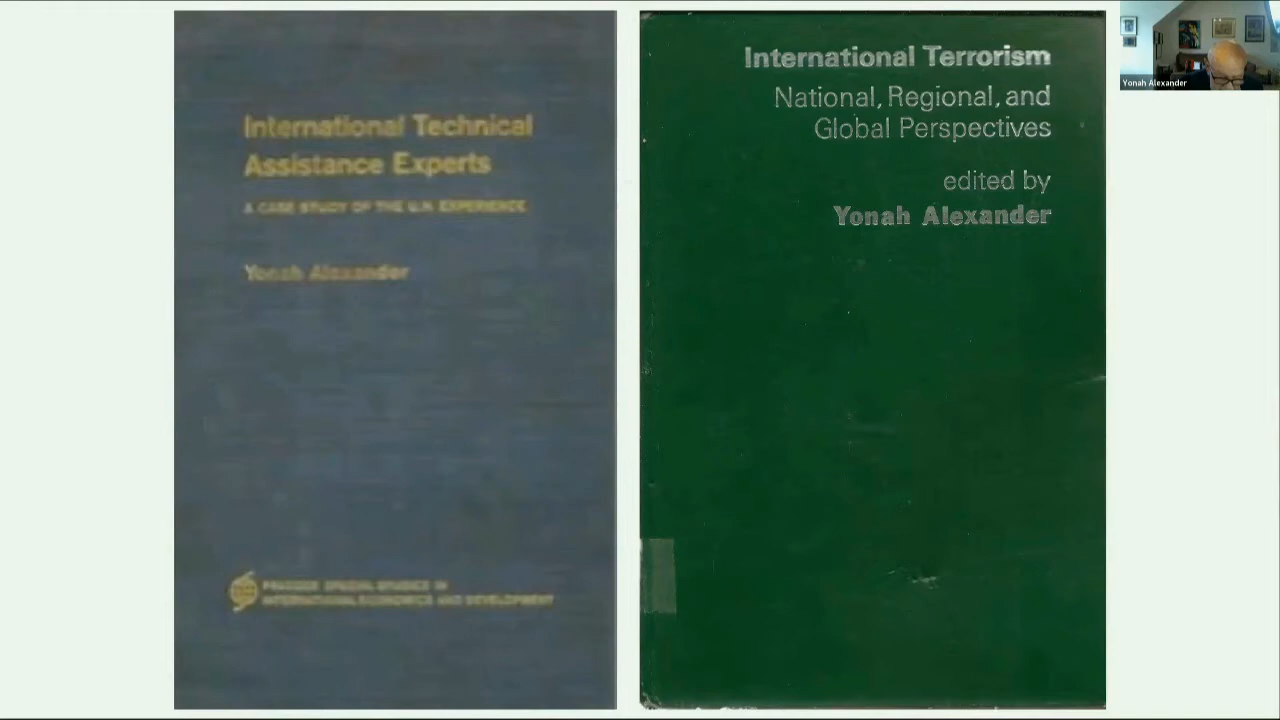 International Technical
Assistance Experts
A CASE STUDY OF THE U.N. EXPERIENCE
Yonah Alexander
PRAEGER SPECIAL STUDIES IN
INTERNATIONAL ECONOMICS AND DEVELOPMENT
International Terrorism
National, Regional, and
Global Perspectives
edited by
Yonah Alexander
Yonah Alexander